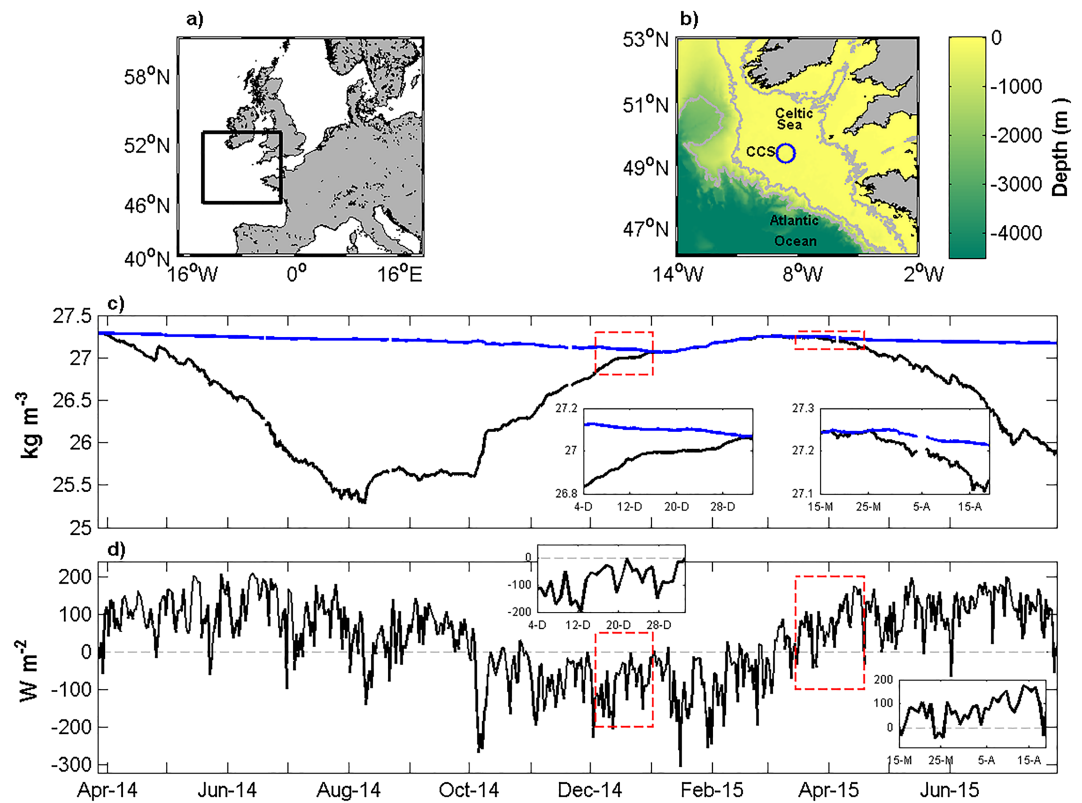 a)
58°N
52°N
46°N
40°N
16°W
0°
16°E
b)
53°N
51°N
49°N
47°N
14°W
8°W
2°W
Celtic
Sea
CCS
Atlantic
Ocean
0
-1000
-2000
-3000
-4000
Depth (m )
c)
27.5
27
26.5
26
25.5
25
kg m-3
27.2
27
26.8
4-D
12-D
20-D
28-D
27.3
27.2
27.1
15-M
25-M
5-A
15-A
d)
200
100
0
-100
-200
-300
W m-2
0
-100
-200
4-D
12-D
20-D
28-D
200
100
0
15-M
25-M
5-A
15-A
Apr-14
Jun-14
Aug-14
Oct-14
Dec-14
Feb-15
Apr-15
Jun-15